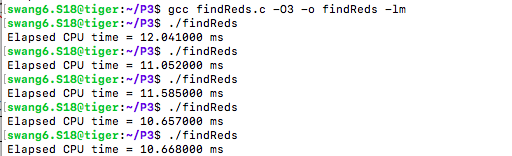 [swang6.S18@tiger:~/P3$ gcc findReds.c -O3 -o findReds -lm
[swang6.S18@tiger:~/P3$ ./findReds
Elapsed CPU time = 12.041000 ms
[swang6.S18@tiger:~/P3$ ./findReds
Elapsed CPU time = 11.052000 ms
[swang6.S18@tiger:~/P3$ ./findReds
Elapsed CPU time = 11.585000 ms
[swang6.S18@tiger:~/P3$ ./findReds
Elapsed CPU time = 10.657000 ms
[swang6.S18@tiger:~/P3$ ./findReds
Elapsed CPU time = 10.668000 ms